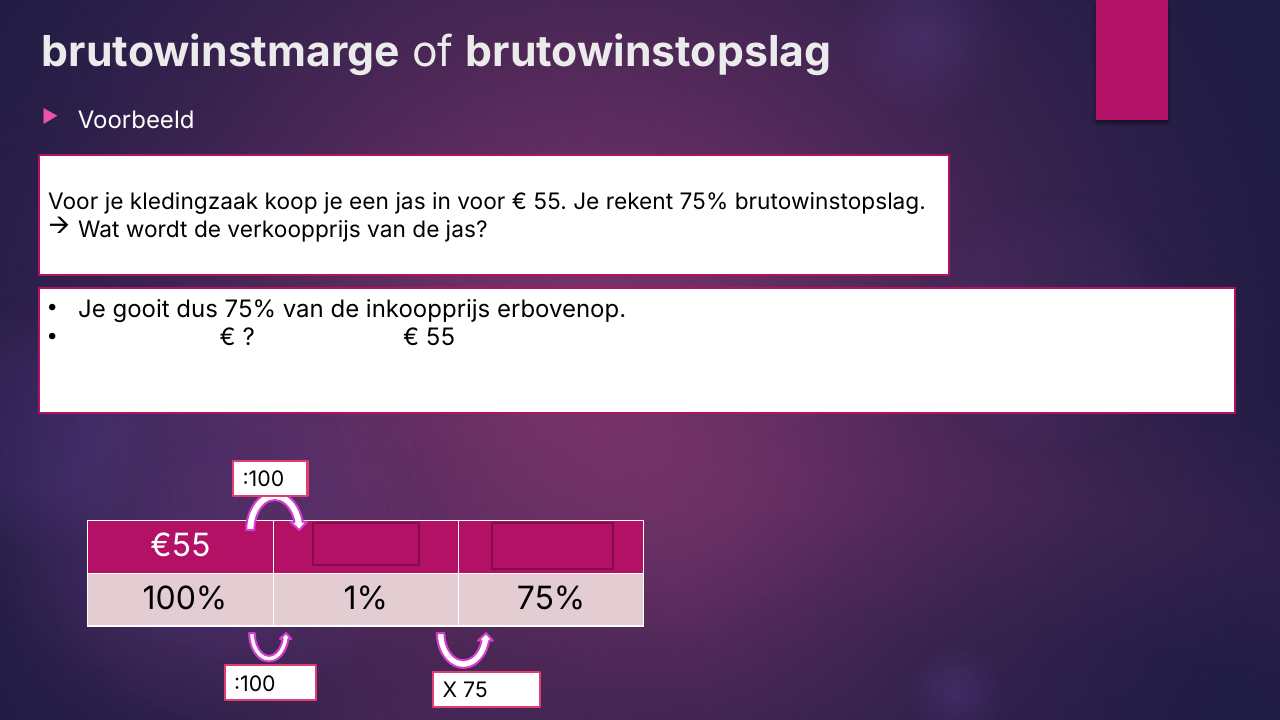 brutowinstmarge of brutowinstopslag
Voorbeeld
Voor je kledingzaak koop je een jas in voor € 55. Je rekent 75% brutowinstopslag.
→ Wat wordt de verkoopprijs van de jas?
• Je gooit dus 75% van de inkoopprijs erbovenop.
• € ? € 55
:100
€55
100% 1% 75%
:100
X 75